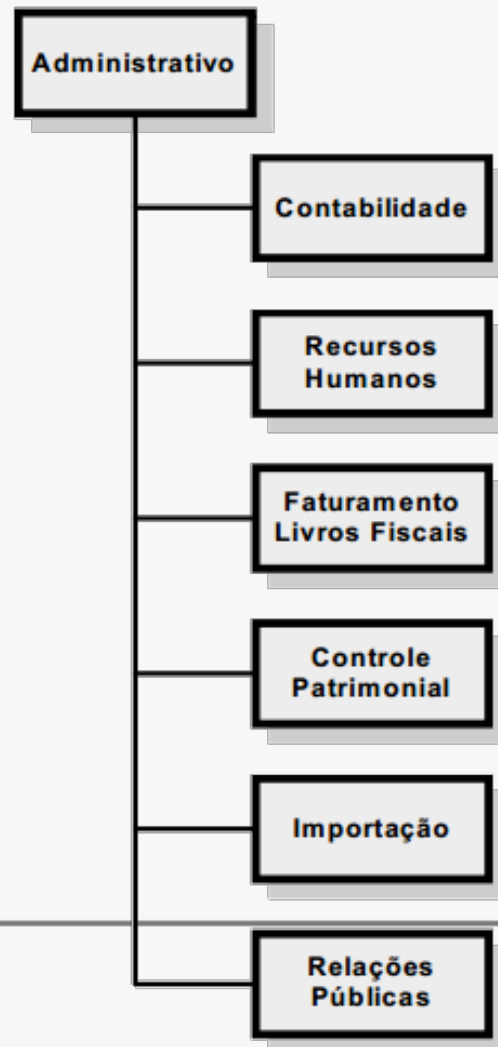 Administrativo
Contabilidade
Recursos
Humanos
Faturamento
Livros Fiscais
Controle
Patrimonial
Importação
Relações
Públicas